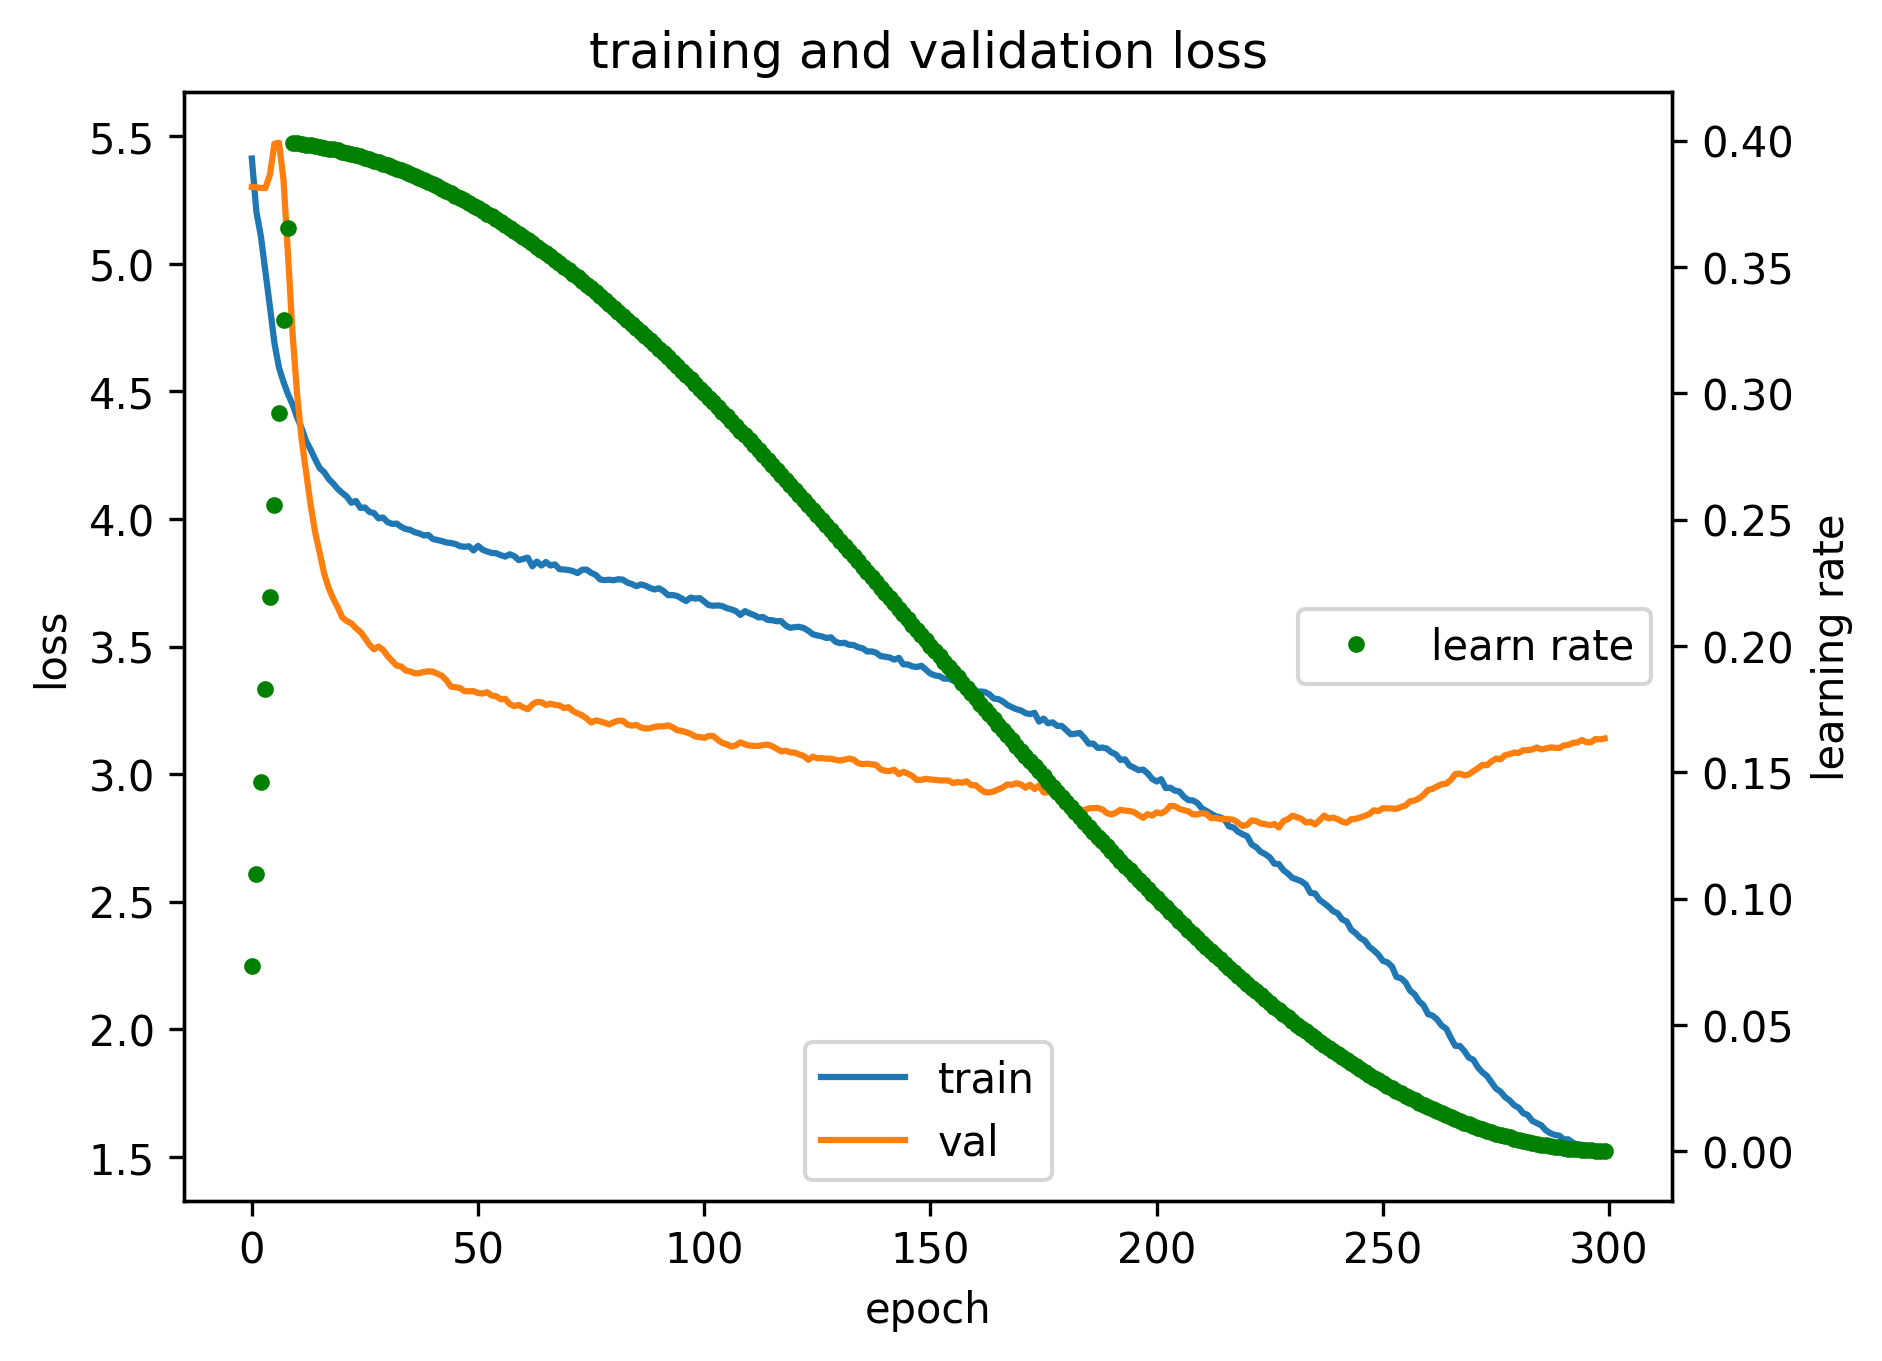 training and validation loss
5.5
5.0
4.5
4.0
3.5
3.0
2.5
2.0
1.5
loss
0.40
0.35
0.30
0.25
0.20
0.15
0.10
0.05
0.00
learning rate
learn rate
train
val
0 50 100 150 200 250 300
epoch